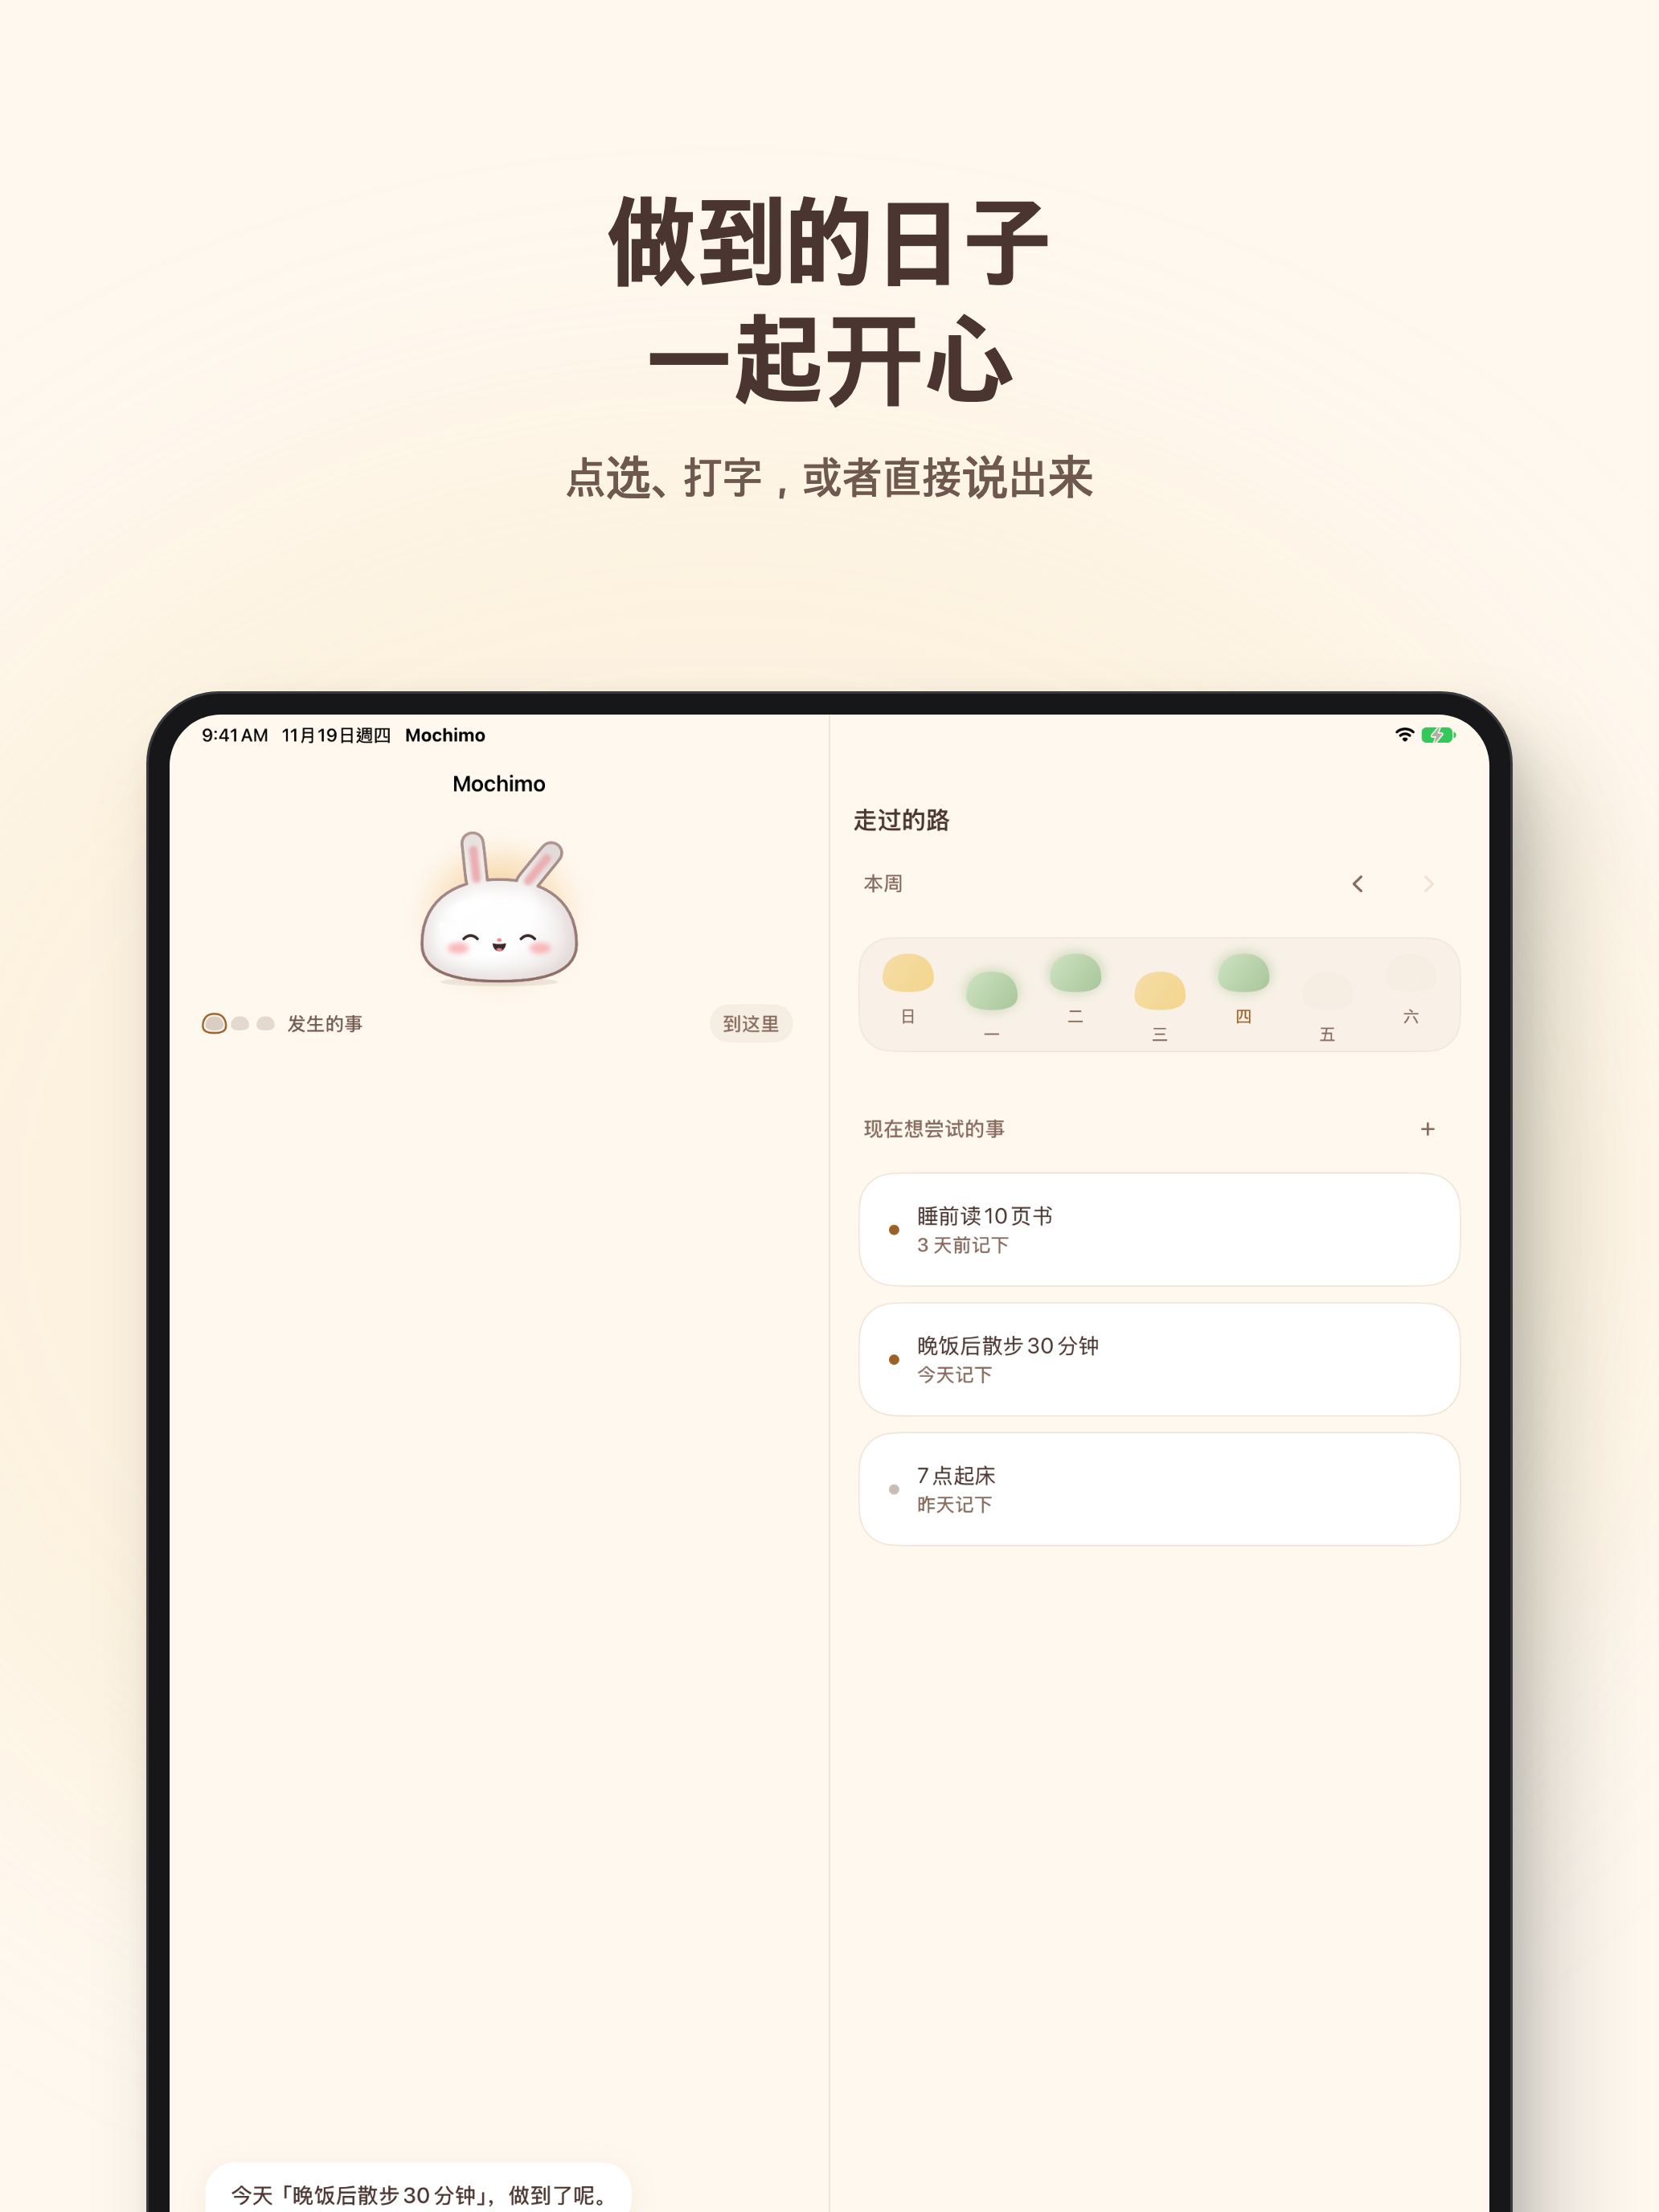 做到的日子
一起开心
点选、打字，或者直接说出来
9:41 AM 11月19日週四 Mochimo
Mochimo
发生的事
到这里
走过的路
本周
日 一 二 三 四 五 六
现在想尝试的事
+
睡前读10页书
3 天前记下
晚饭后散步30分钟
今天记下
7点起床
昨天记下
今天「晚饭后散步30分钟」，做到了呢。